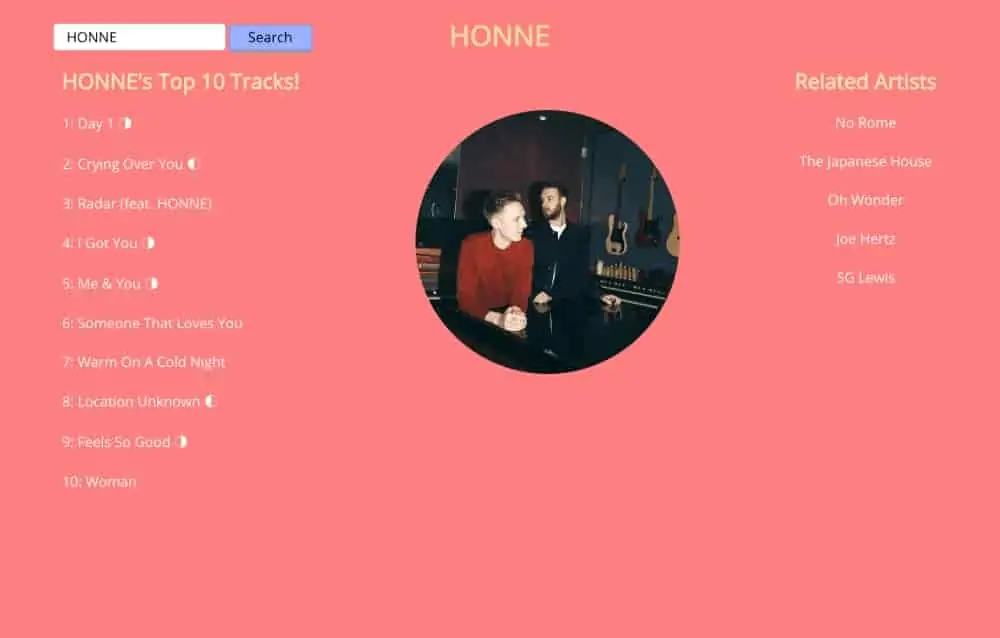 HONNE Search
HONNE
HONNE's Top 10 Tracks!
1: Day 1 ◑
2: Crying Over You ◐
3: Radar (feat. HONNE)
4: I Got You ◑
5: Me & You ◑
6: Someone That Loves You
7: Warm On A Cold Night
8: Location Unknown ◐
9: Feels So Good ◑
10: Woman
Related Artists
No Rome
The Japanese House
Oh Wonder
Joe Hertz
SG Lewis